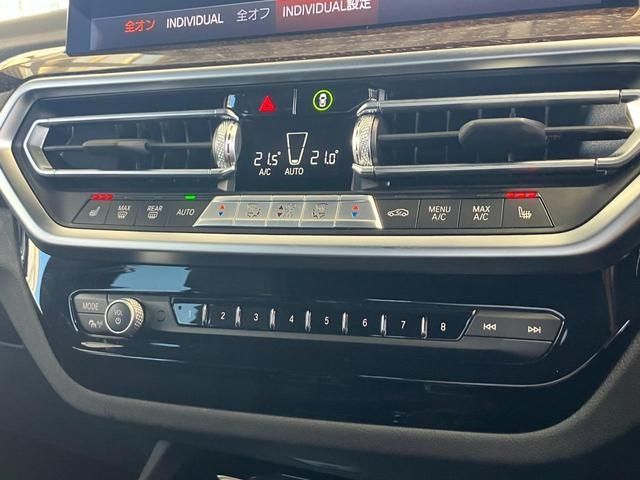 全オン INDIVIDUAL 全オフ INDIVIDUAL設定
21.5° 21.0°
A/C AUTO
MAX REAR AUTO MENU A/C MAX A/C
MODE VOL 1 2 3 4 5 6 7 8